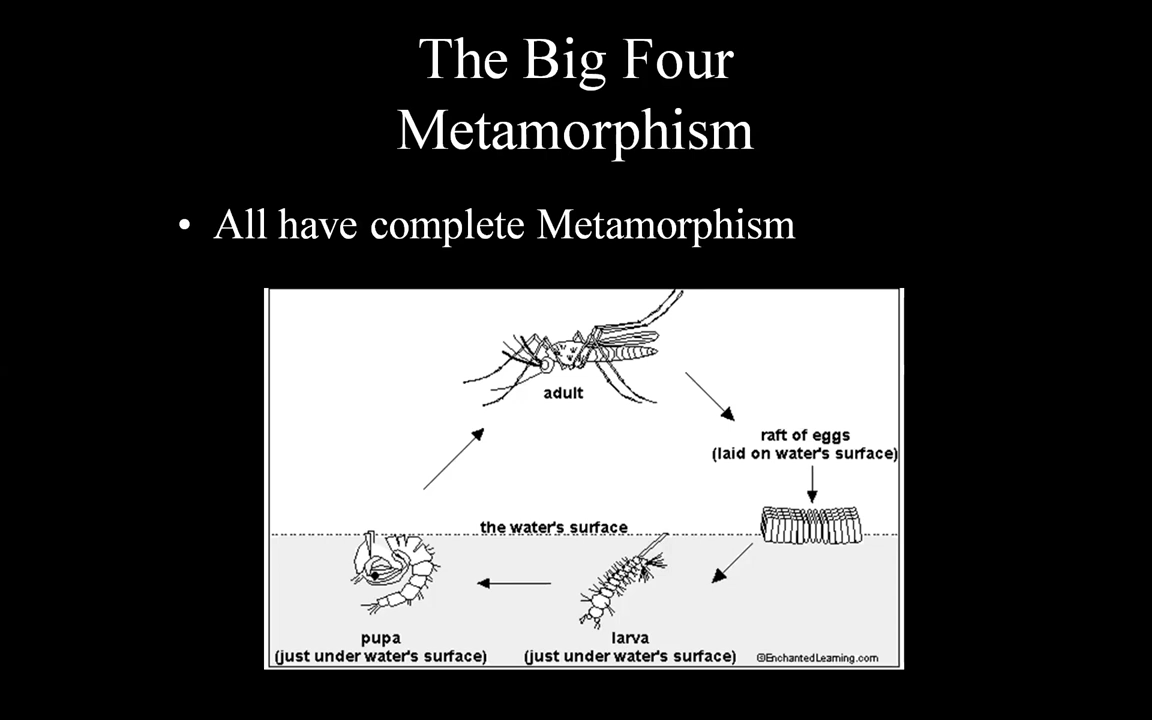 The Big Four
Metamorphism
• All have complete Metamorphism
adult
raft of eggs
(laid on water's surface)
the water's surface
pupa
(just under water's surface)
larva
(just under water's surface)
©EnchantedLearning.com